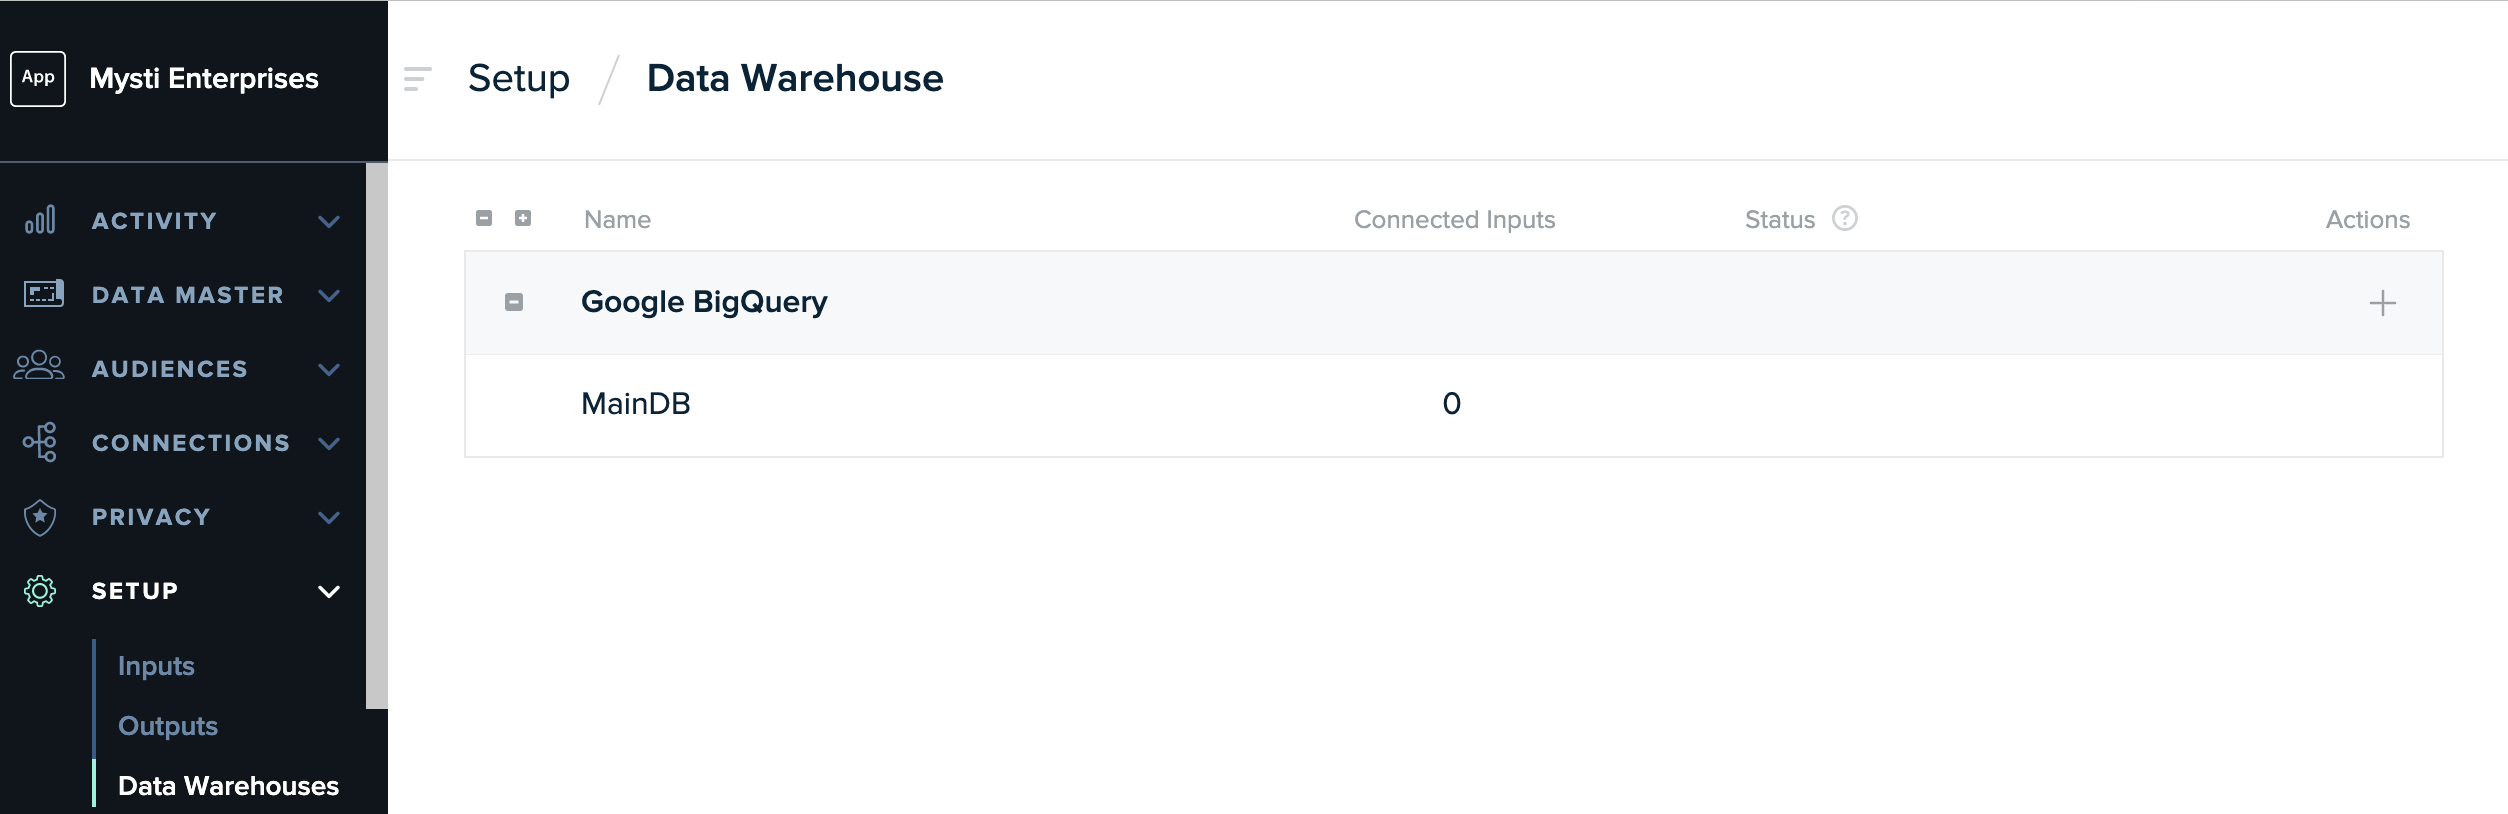 App
Mysti Enterprises
ACTIVITY
DATA MASTER
AUDIENCES
CONNECTIONS
PRIVACY
SETUP
Inputs
Outputs
Data Warehouses
Setup / Data Warehouse
Name Connected Inputs Status ? Actions
Google BigQuery +
MainDB 0